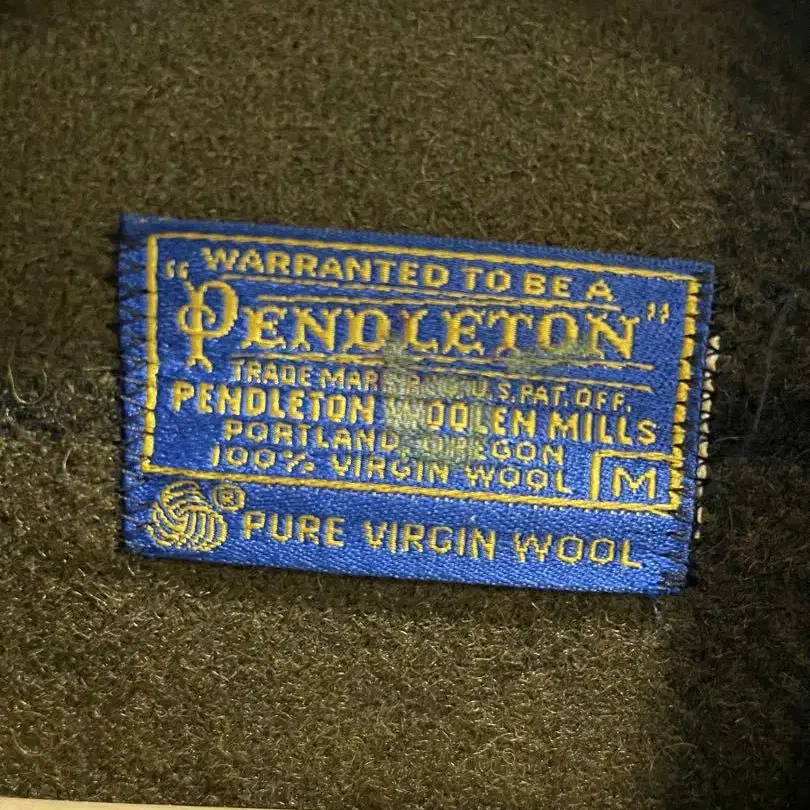 WARRANTED TO BE A
"PENDLETON"
TRADE MARK U.S.PAT.OFF.
PENDLETON WOOLEN MILLS
PORTLAND, OREGON
100% VIRGIN WOOL M
® PURE VIRGIN WOOL